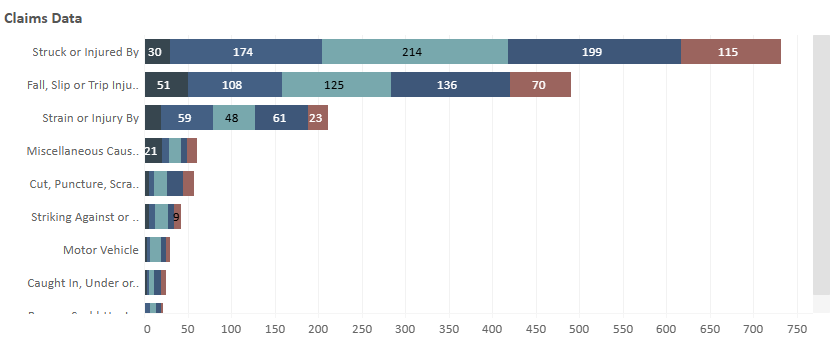 Claims Data
Struck or Injured By 30 174 214 199 115
Fall, Slip or Trip Inju.. 51 108 125 136 70
Strain or Injury By 59 48 61 23
Miscellaneous Caus.. 21
Cut, Puncture, Scra..
Striking Against or .. 9
Motor Vehicle
Caught In, Under or..
0 50 100 150 200 250 300 350 400 450 500 550 600 650 700 750